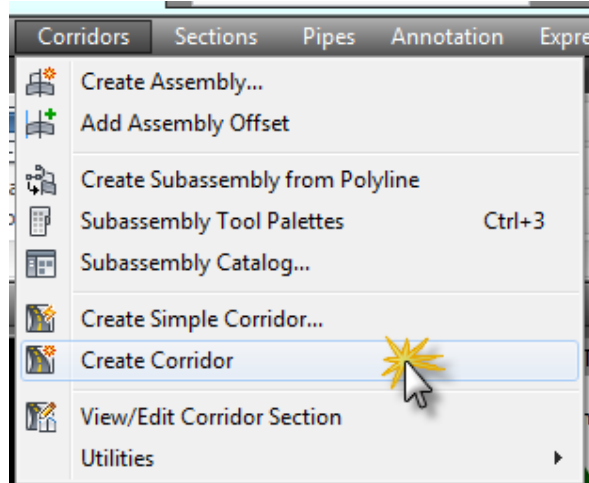 Corridors Sections Pipes Annotation Expre
Create Assembly...
Add Assembly Offset
Create Subassembly from Polyline
Subassembly Tool Palettes Ctrl+3
Subassembly Catalog...
Create Simple Corridor...
Create Corridor
View/Edit Corridor Section
Utilities